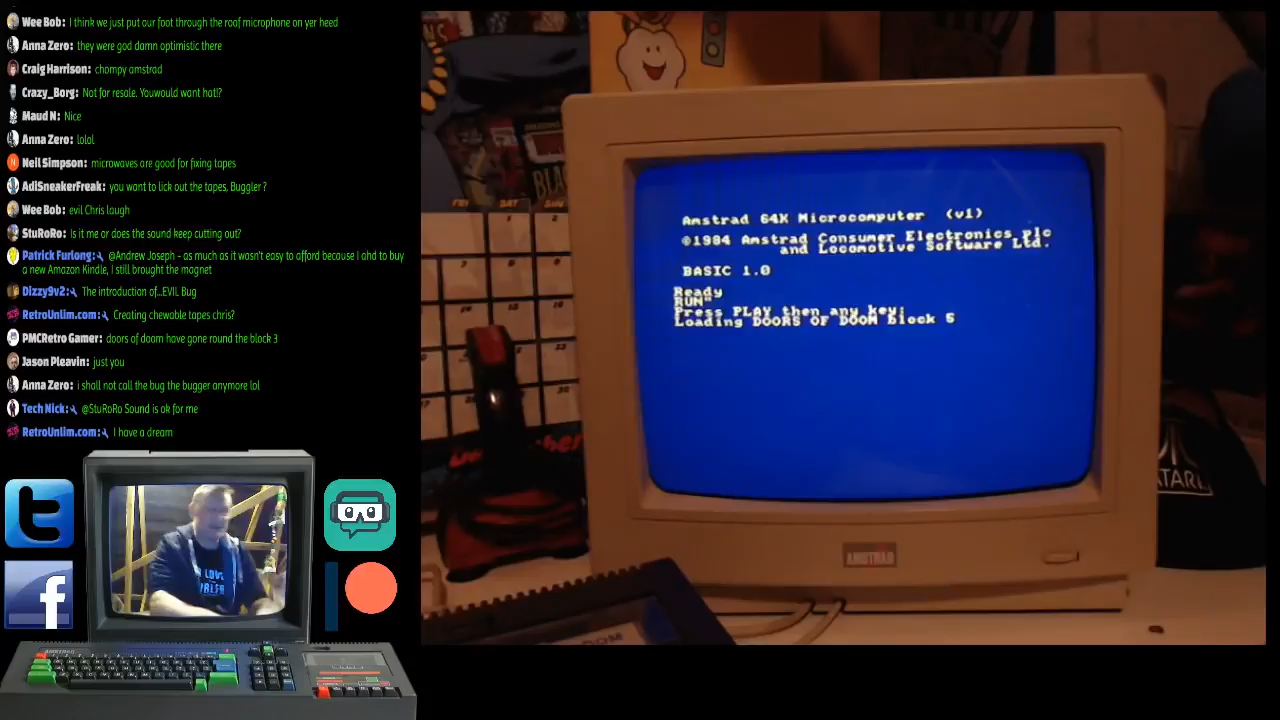 Wee Bob: I think we just put our foot through the roof microphone on yer heed
Anna Zero: they were god damn optimistic there
Craig Harrison: chompy amstrad
Crazy_Borg: Not for resale. Youwould want hat!?
Maud N: Nice
Anna Zero: lolol
Neil Simpson: microwaves are good for fixing tapes
AdiSneakerFreak: you want to lick out the tapes, Buggler ?
Wee Bob: evil Chris laugh
StuRoRo: Is it me or does the sound keep cutting out?
Patrick Furlong: @Andrew Joseph - as much as it wasn't easy to afford because I ahd to buy
a new Amazon Kindle, I still brought the magnet
Dizzy9v2: The introduction of...EVIL Bug
RetroUnlim.com: Creating chewable tapes chris?
PMCRetro Gamer: doors of doom have gone round the block 3
Jason Pleavin: just you
Anna Zero: i shall not call the bug the bugger anymore lol
Tech Nick: @StuRoRo Sound is ok for me
RetroUnlim.com: I have a dream
Amstrad 64K Microcomputer (v1)
©1984 Amstrad Consumer Electronics plc
and Locomotive Software Ltd.
BASIC 1.0
Ready
RUN"
Press PLAY then any key:
Loading DOORS OF DOOM block 5
FRI SAT
AMSTRAD
ATARI
I LOVE